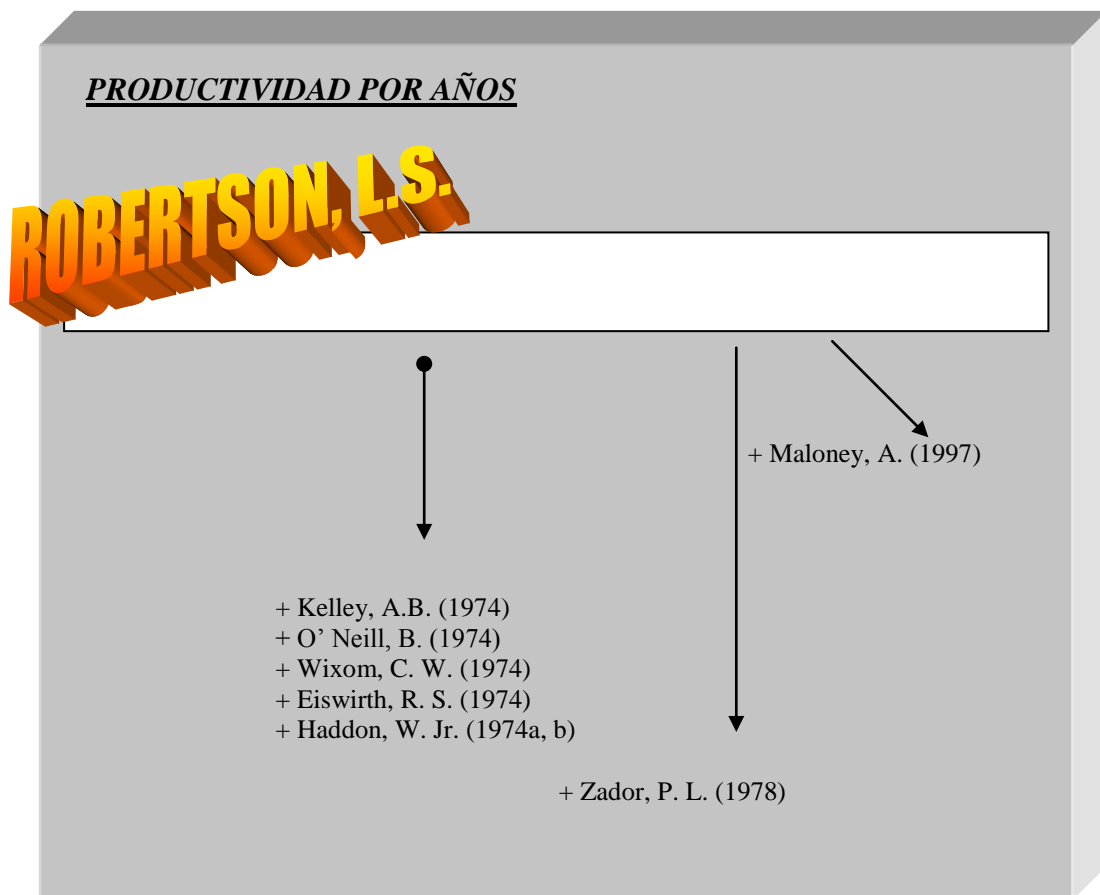 PRODUCTIVIDAD POR AÑOS
ROBERTSON, L.S.
+ Maloney, A. (1997)
+ Kelley, A.B. (1974)
+ O’ Neill, B. (1974)
+ Wixom, C. W. (1974)
+ Eiswirth, R. S. (1974)
+ Haddon, W. Jr. (1974a, b)
+ Zador, P. L. (1978)